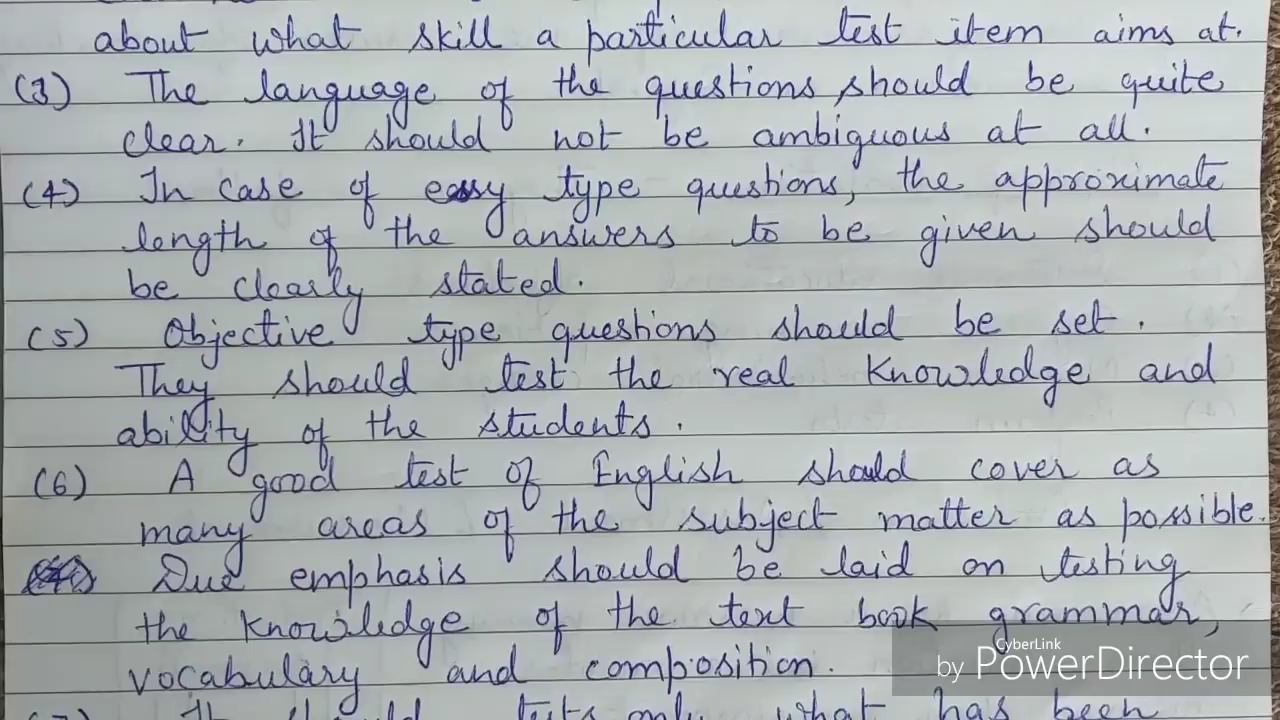 about what skill a particular test item aims at.
(3) The language of the questions should be quite
clear. It should not be ambiguous at all.
(4) In case of essy type questions, the approximate
length of the answers to be given should
be clearly stated.
(5) Objective type questions should be set.
They should test the real knowledge and
ability of the students.
(6) A good test of English should cover as
many areas of the subject matter as possible.
Due emphasis should be laid on testing
the knowledge of the text book grammar,
vocabulary and composition.
what has been
CyberLink
by PowerDirector